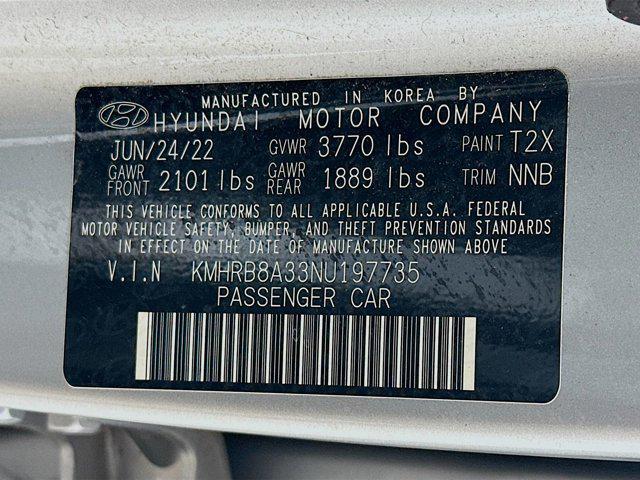 MANUFACTURED IN KOREA BY
HYUNDAI MOTOR COMPANY
JUN/24/22 GVWR 3770 lbs PAINT T2X
GAWR FRONT 2101 lbs GAWR REAR 1889 lbs TRIM NNB
THIS VEHICLE CONFORMS TO ALL APPLICABLE U.S.A. FEDERAL
MOTOR VEHICLE SAFETY, BUMPER, AND THEFT PREVENTION STANDARDS
IN EFFECT ON THE DATE OF MANUFACTURE SHOWN ABOVE
V.I.N KMHRB8A33NU197735
PASSENGER CAR